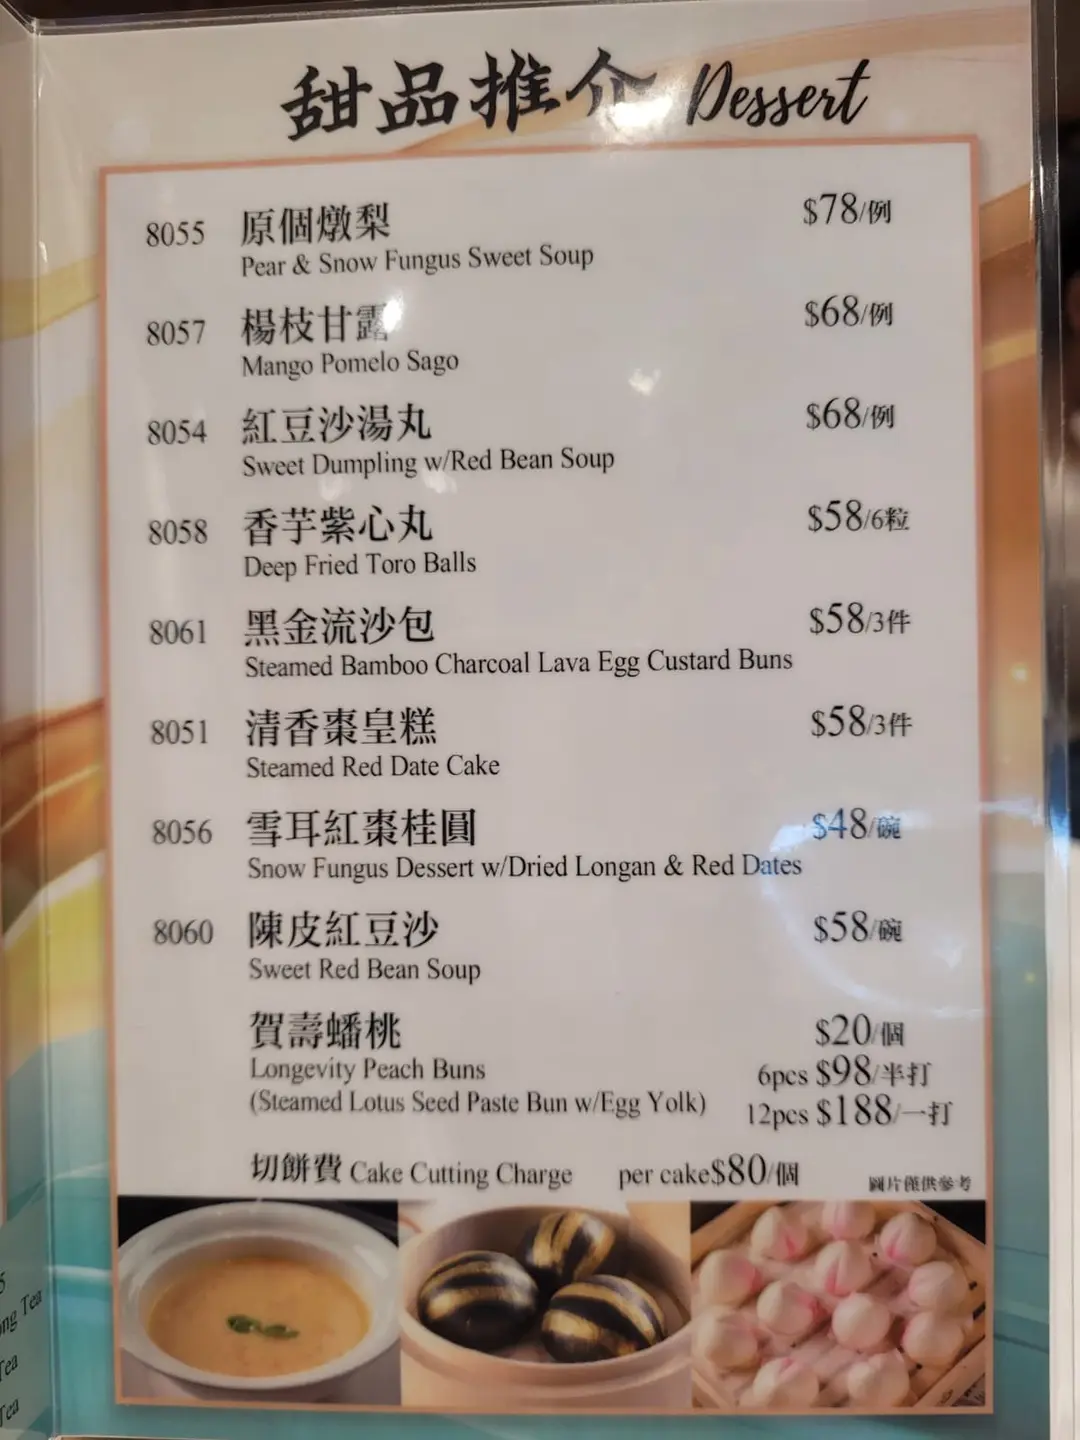 甜品推介 Dessert
8055 原個燉梨 $78/例
Pear & Snow Fungus Sweet Soup
8057 楊枝甘露 $68/例
Mango Pomelo Sago
8054 紅豆沙湯丸 $68/例
Sweet Dumpling w/Red Bean Soup
8058 香芋紫心丸 $58/6粒
Deep Fried Toro Balls
8061 黑金流沙包 $58/3件
Steamed Bamboo Charcoal Lava Egg Custard Buns
8051 清香棗皇糕 $58/3件
Steamed Red Date Cake
8056 雪耳紅棗桂圓 $48/碗
Snow Fungus Dessert w/Dried Longan & Red Dates
8060 陳皮紅豆沙 $58/碗
Sweet Red Bean Soup
賀壽蟠桃 $20/個
Longevity Peach Buns 6pcs $98/半打
(Steamed Lotus Seed Paste Bun w/Egg Yolk) 12pcs $188/一打
切餅費 Cake Cutting Charge per cake$80/個
圖片僅供參考
5
Tea
Tea
Tea